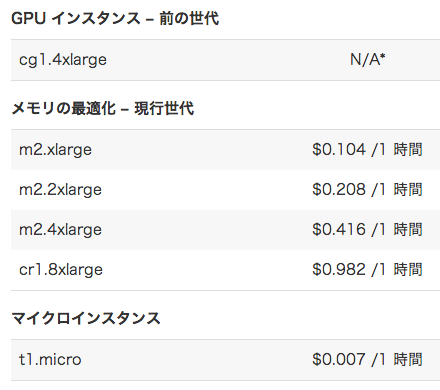 GPU インスタンス – 前の世代
cg1.4xlarge N/A*
メモリの最適化 – 現行世代
m2.xlarge $0.104 /1 時間
m2.2xlarge $0.208 /1 時間
m2.4xlarge $0.416 /1 時間
cr1.8xlarge $0.982 /1 時間
マイクロインスタンス
t1.micro $0.007 /1 時間